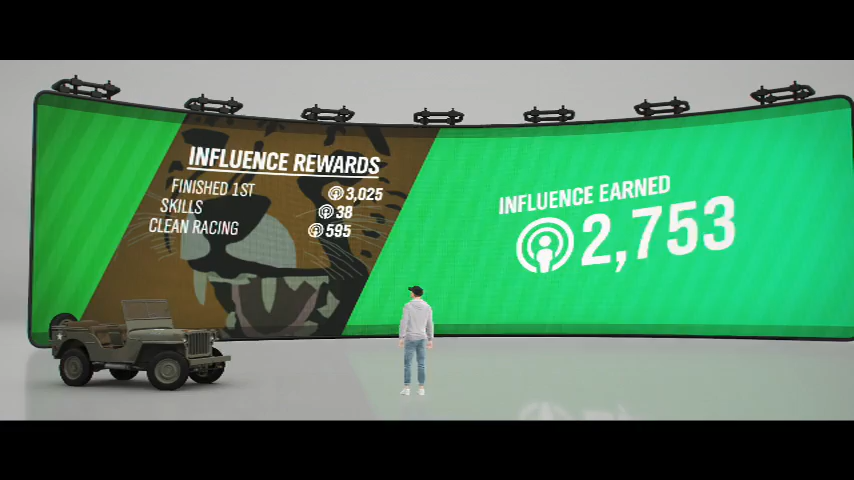 INFLUENCE REWARDS
FINISHED 1ST 3,025
SKILLS 38
CLEAN RACING 595
INFLUENCE EARNED
2,753